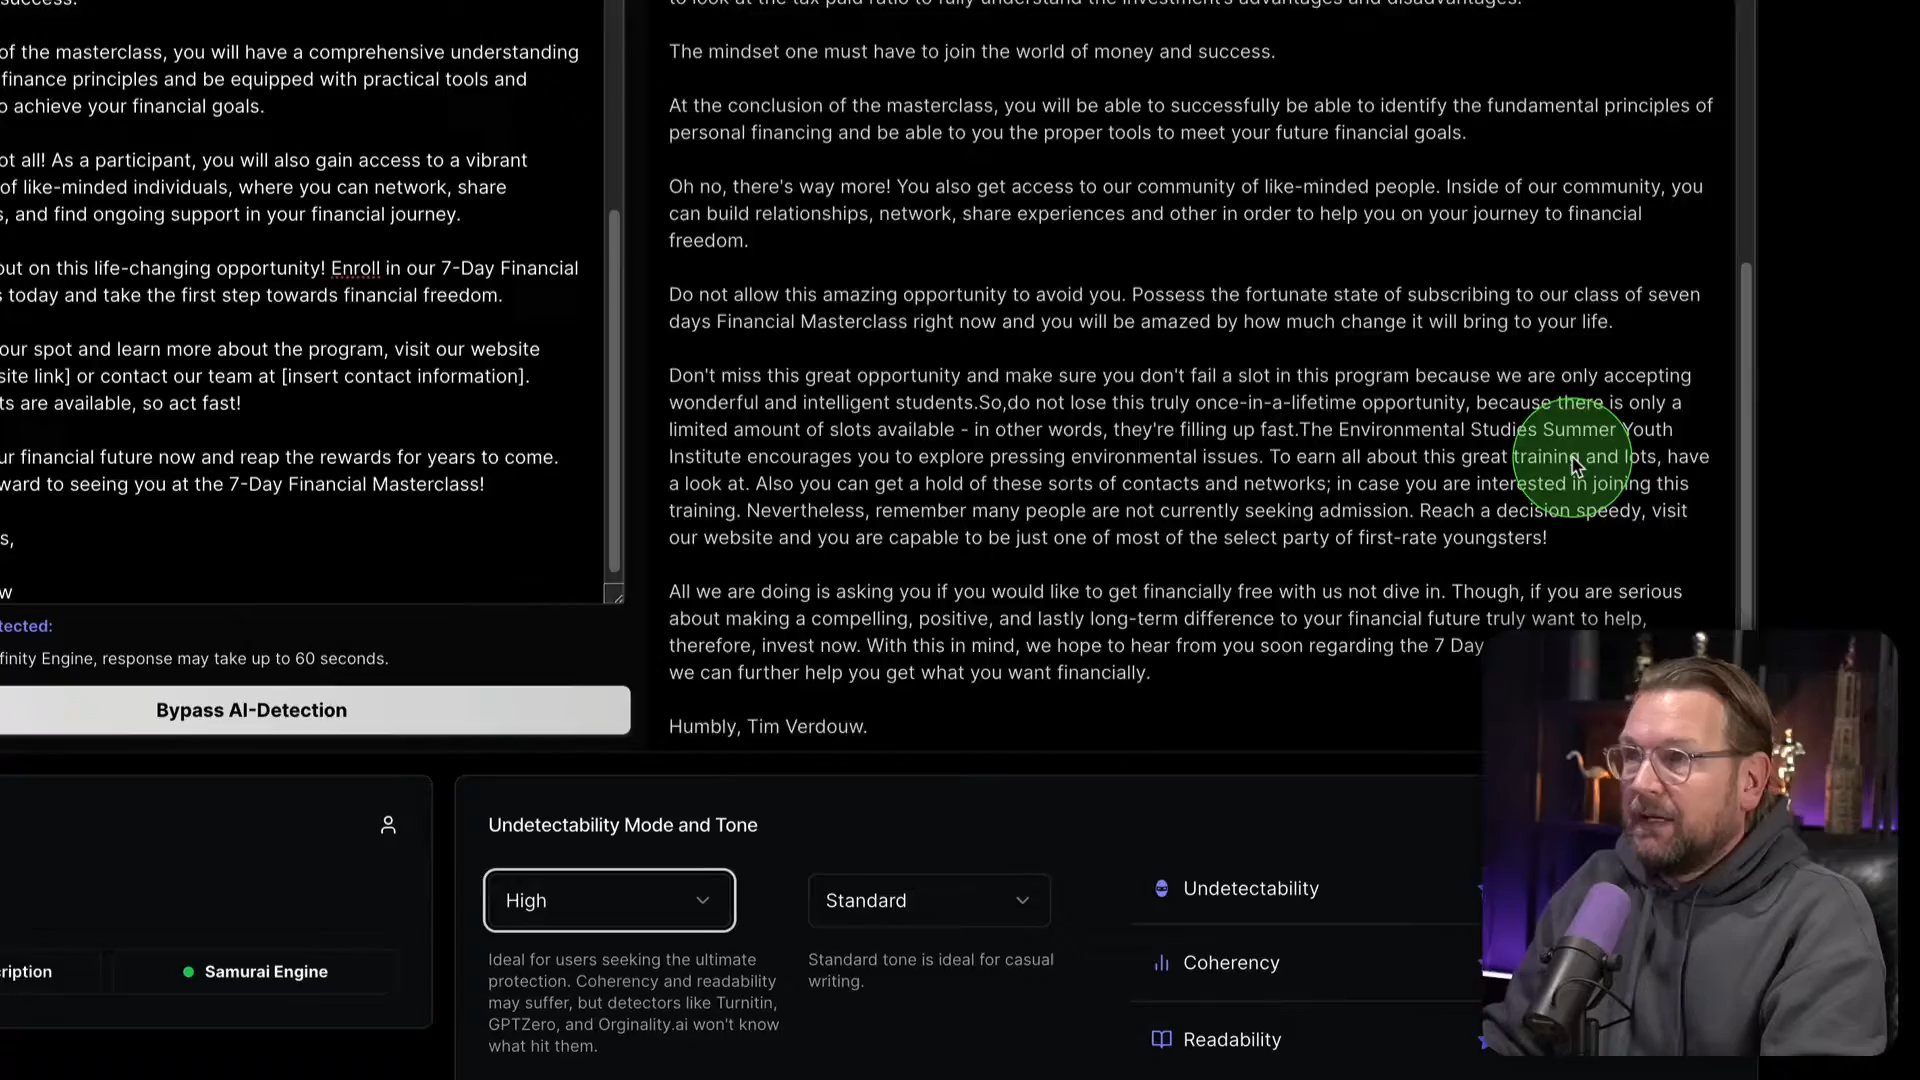 success.
of the masterclass, you will have a comprehensive understanding
finance principles and be equipped with practical tools and
o achieve your financial goals.
ot all! As a participant, you will also gain access to a vibrant
of like-minded individuals, where you can network, share
s, and find ongoing support in your financial journey.
out on this life-changing opportunity! Enroll in our 7-Day Financial
s today and take the first step towards financial freedom.
our spot and learn more about the program, visit our website
site link] or contact our team at [insert contact information].
ts are available, so act fast!
ur financial future now and reap the rewards for years to come.
ward to seeing you at the 7-Day Financial Masterclass!
s,
w
tected:
nfinity Engine, response may take up to 60 seconds.
Bypass AI-Detection
to look at the tax paid ratio to fully understand the investment's advantages and disadvantages.
The mindset one must have to join the world of money and success.
At the conclusion of the masterclass, you will be able to successfully be able to identify the fundamental principles of
personal financing and be able to you the proper tools to meet your future financial goals.
Oh no, there's way more! You also get access to our community of like-minded people. Inside of our community, you
can build relationships, network, share experiences and other in order to help you on your journey to financial
freedom.
Do not allow this amazing opportunity to avoid you. Possess the fortunate state of subscribing to our class of seven
days Financial Masterclass right now and you will be amazed by how much change it will bring to your life.
Don't miss this great opportunity and make sure you don't fail a slot in this program because we are only accepting
wonderful and intelligent students.So,do not lose this truly once-in-a-lifetime opportunity, because there is only a
limited amount of slots available - in other words, they're filling up fast.The Environmental Studies Summer Youth
Institute encourages you to explore pressing environmental issues. To earn all about this great training and lots, have
a look at. Also you can get a hold of these sorts of contacts and networks; in case you are interested in joining this
training. Nevertheless, remember many people are not currently seeking admission. Reach a decision speedy, visit
our website and you are capable to be just one of most of the select party of first-rate youngsters!
All we are doing is asking you if you would like to get financially free with us not dive in. Though, if you are serious
about making a compelling, positive, and lastly long-term difference to your financial future truly want to help,
therefore, invest now. With this in mind, we hope to hear from you soon regarding the 7 Day
we can further help you get what you want financially.
Humbly, Tim Verdouw.
cription
Samurai Engine
Undetectability Mode and Tone
High
Standard
Ideal for users seeking the ultimate
protection. Coherency and readability
may suffer, but detectors like Turnitin,
GPTZero, and Orginality.ai won't know
what hit them.
Standard tone is ideal for casual
writing.
Undetectability
Coherency
Readability